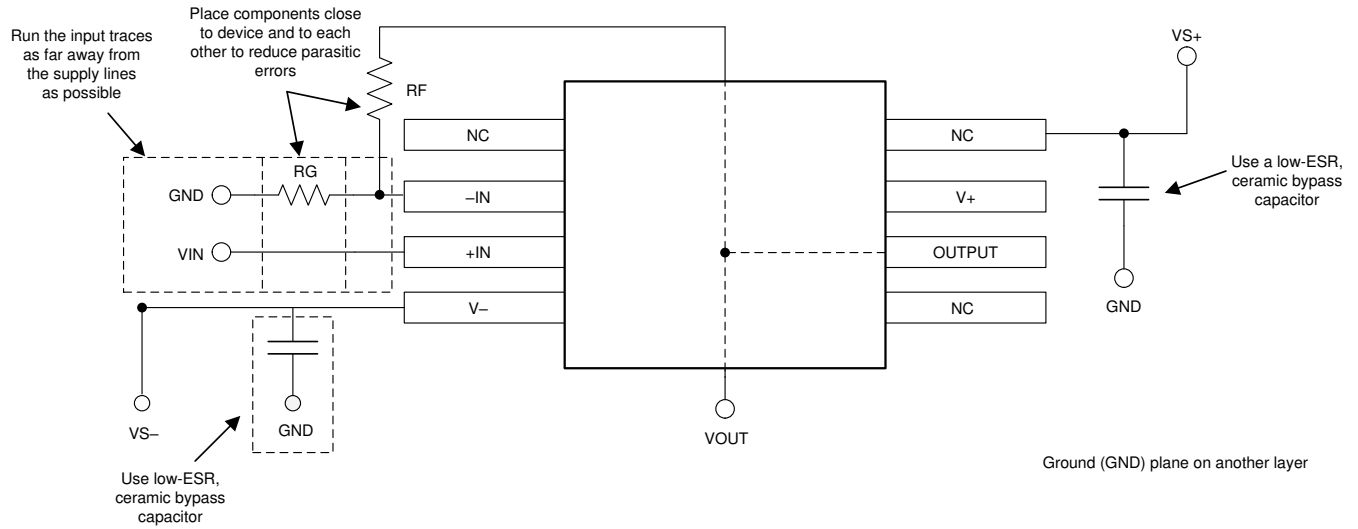 Run the input traces
as far away from
the supply lines
as possible
Place components close
to device and to each
other to reduce parasitic
errors
RF
VS+
NC
NC
RG
GND
–IN
V+
Use a low-ESR,
ceramic bypass
capacitor
VIN
+IN
OUTPUT
V–
NC
GND
VS–
GND
VOUT
Use low-ESR,
ceramic bypass
capacitor
Ground (GND) plane on another layer